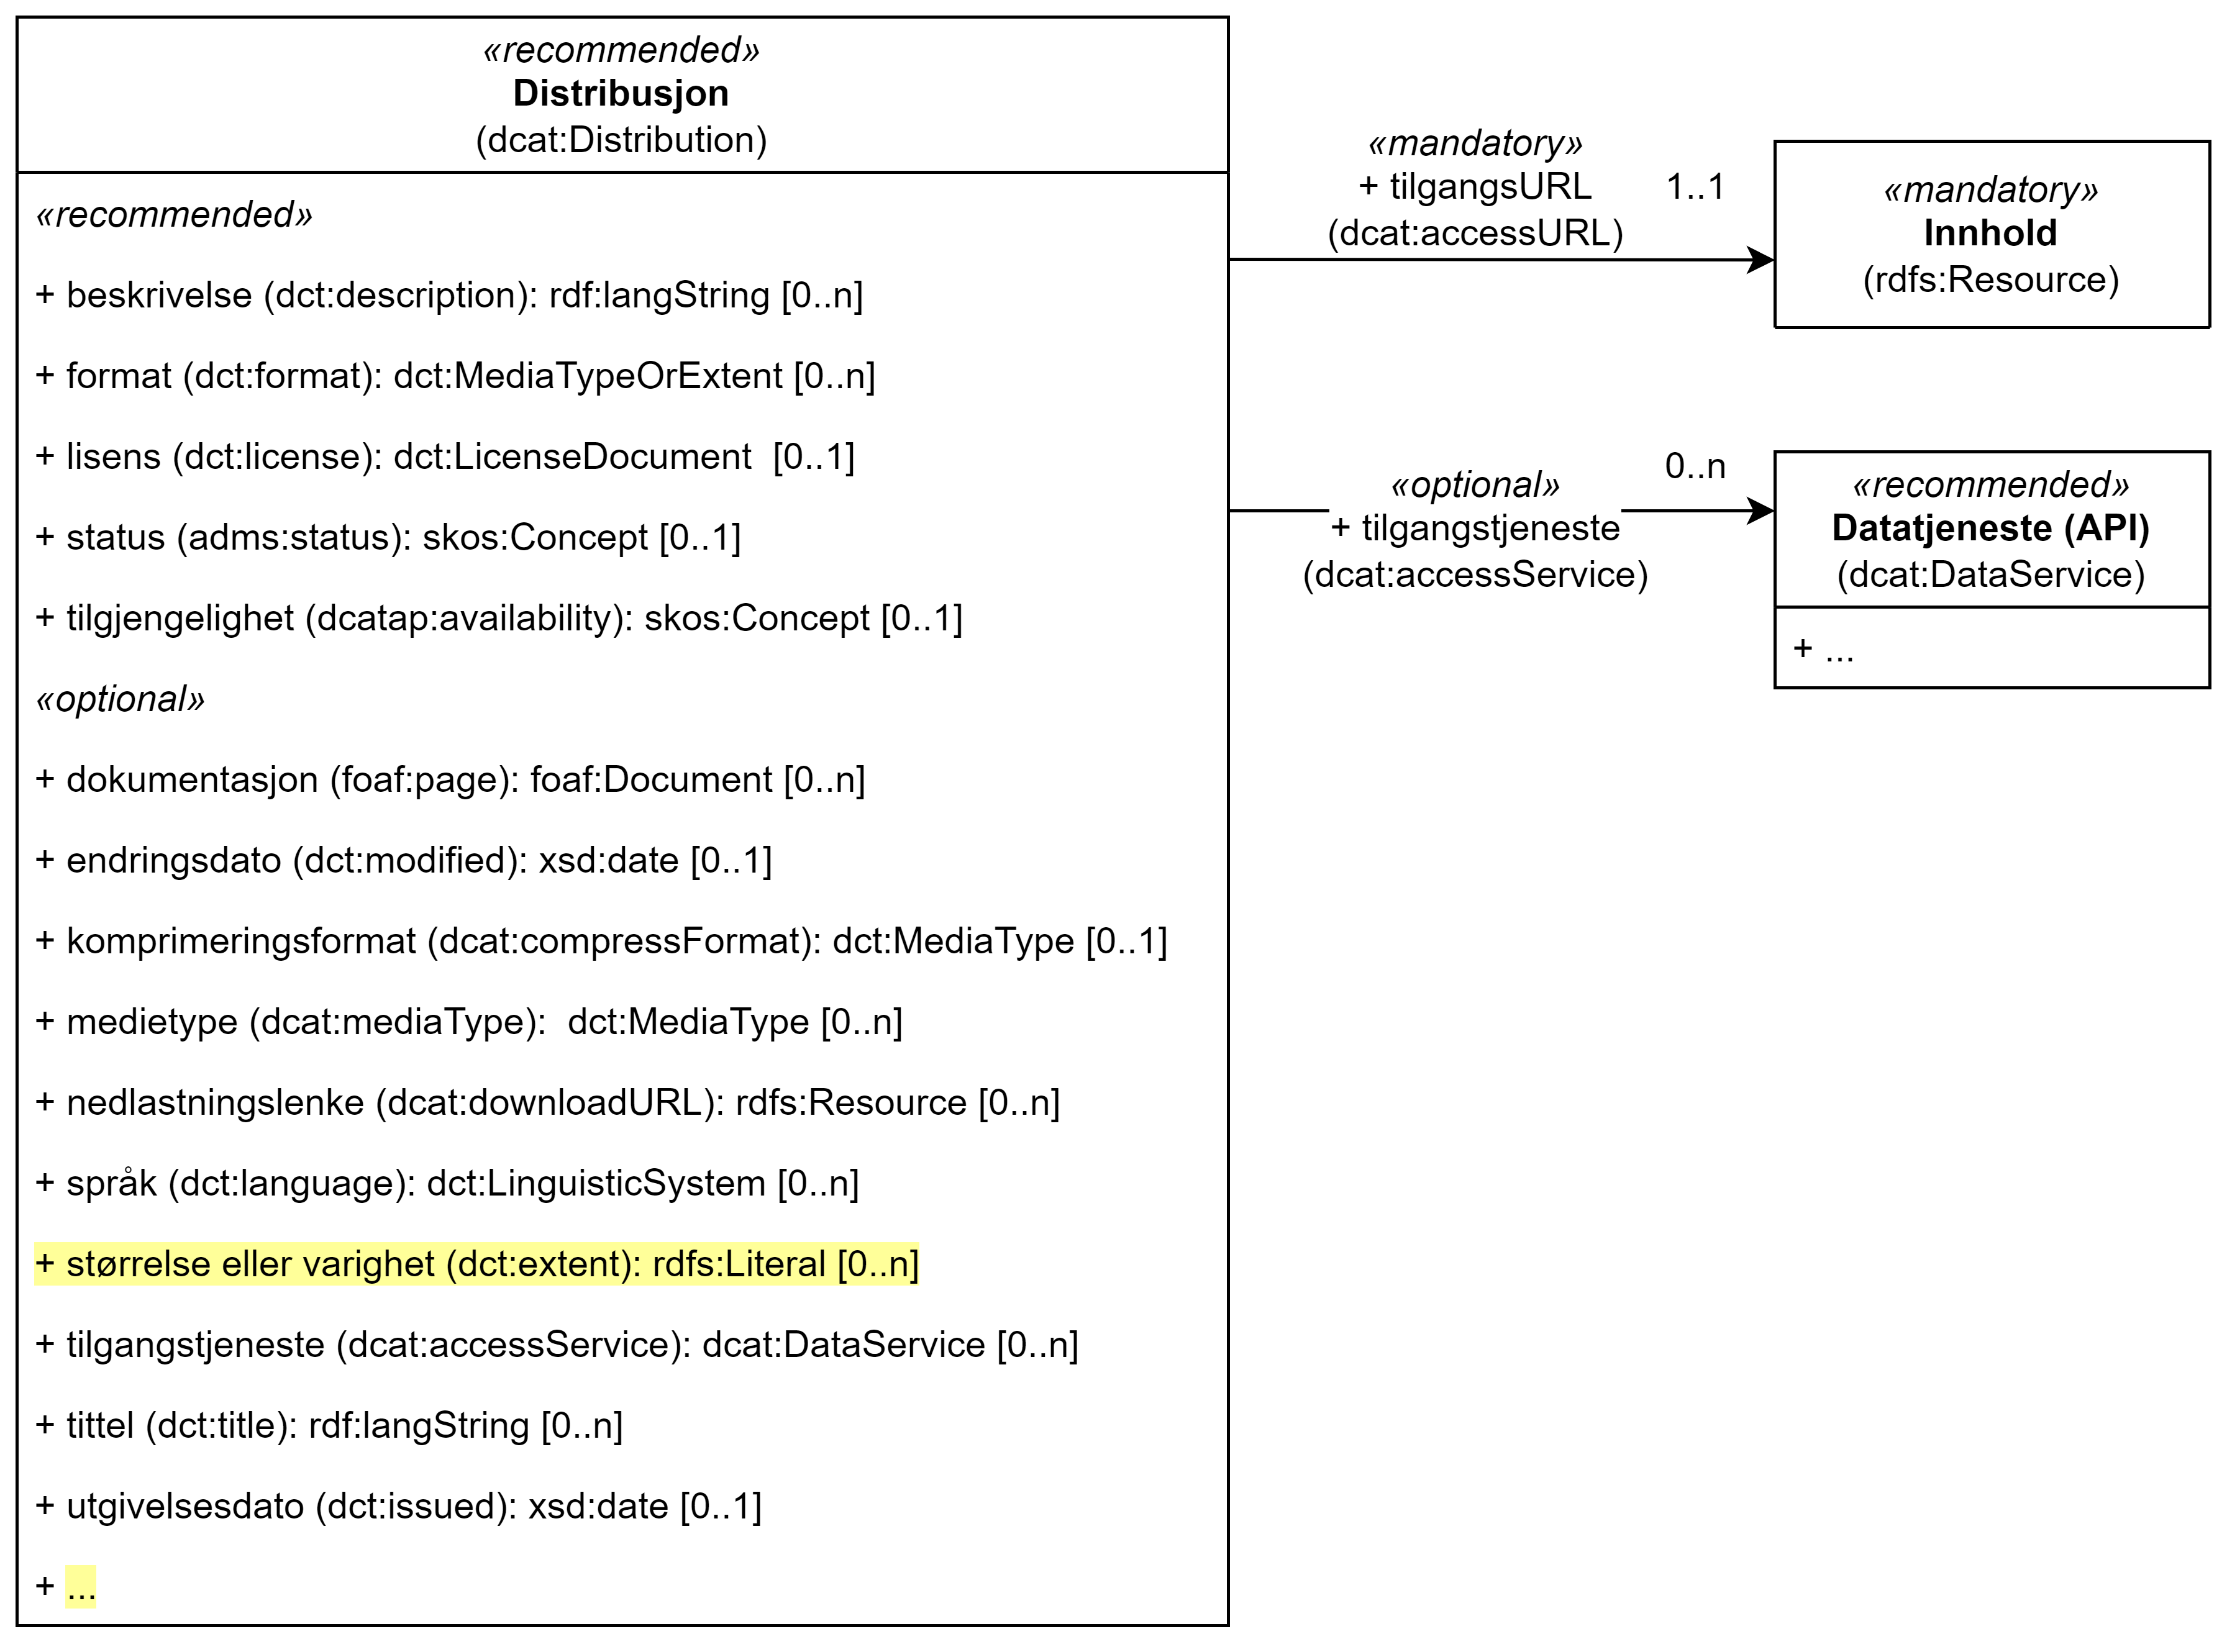 «recommended»
Distribusjon
(dcat:Distribution)
«recommended»
+ beskrivelse (dct:description): rdf:langString [0..n]
+ format (dct:format): dct:MediaTypeOrExtent [0..n]
+ lisens (dct:license): dct:LicenseDocument  [0..1]
+ status (adms:status): skos:Concept [0..1]
+ tilgjengelighet (dcatap:availability): skos:Concept [0..1]
«optional»
+ dokumentasjon (foaf:page): foaf:Document [0..n]
+ endringsdato (dct:modified): xsd:date [0..1]
+ komprimeringsformat (dcat:compressFormat): dct:MediaType [0..1]
+ medietype (dcat:mediaType):  dct:MediaType [0..n]
+ nedlastningslenke (dcat:downloadURL): rdfs:Resource [0..n]
+ språk (dct:language): dct:LinguisticSystem [0..n]
+ størrelse eller varighet (dct:extent): rdfs:Literal [0..n]
+ tilgangstjeneste (dcat:accessService): dcat:DataService [0..n]
+ tittel (dct:title): rdf:langString [0..n]
+ utgivelsesdato (dct:issued): xsd:date [0..1]
+ ...
«mandatory»
+ tilgangsURL
(dcat:accessURL)
1..1
«mandatory»
Innhold
(rdfs:Resource)
«optional»
+ tilgangstjeneste
(dcat:accessService)
0..n
«recommended»
Datatjeneste (API)
(dcat:DataService)
+ ...